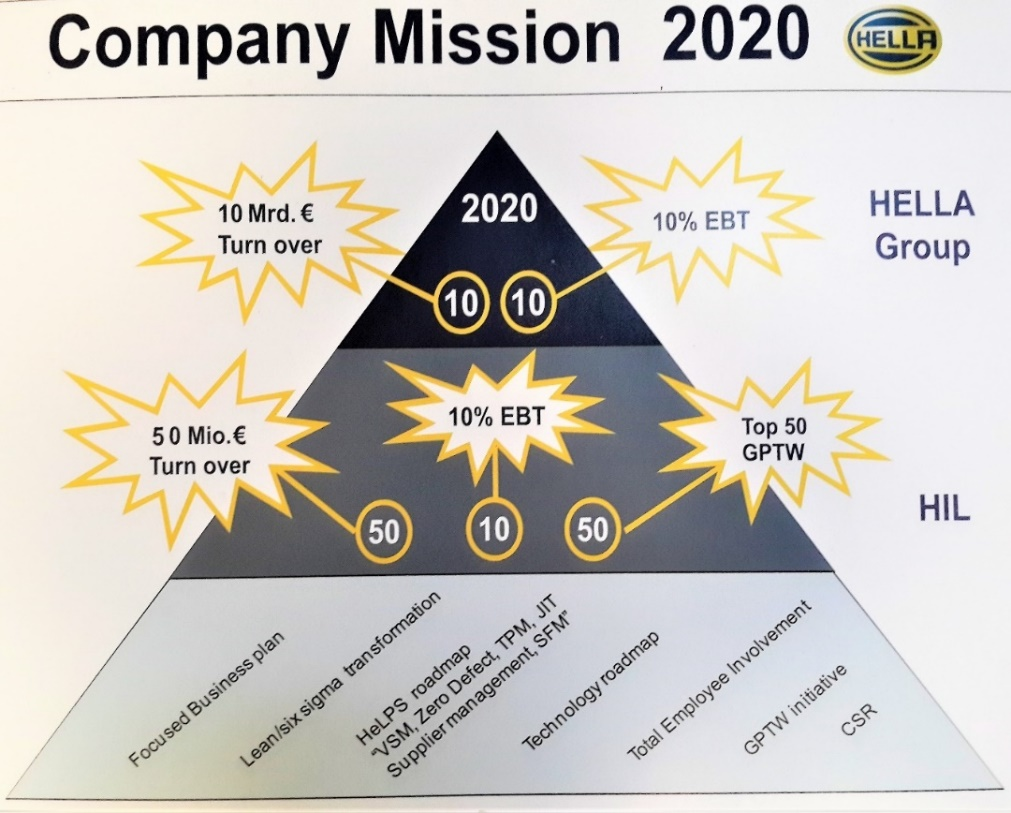 Company Mission 2020
HELLA
10 Mrd. €
Turn over
2020
10% EBT
HELLA
Group
10
10
50 Mio.€
Turn over
10% EBT
Top 50
GPTW
HIL
50
10
50
Focused Business plan
Lean/six sigma transformation
HeLPS roadmap
"VSM, Zero Defect, TPM, JIT
Supplier management, SFM"
Technology roadmap
Total Employee Involvement
GPTW initiative
CSR